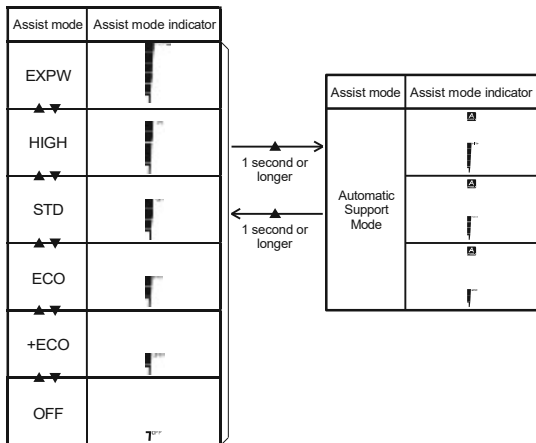 Assist mode Assist mode indicator
EXPW
HIGH
STD
ECO
+ECO
OFF
1 second or
longer
1 second or
longer
Assist mode Assist mode indicator
Automatic
Support
Mode
A
A
A